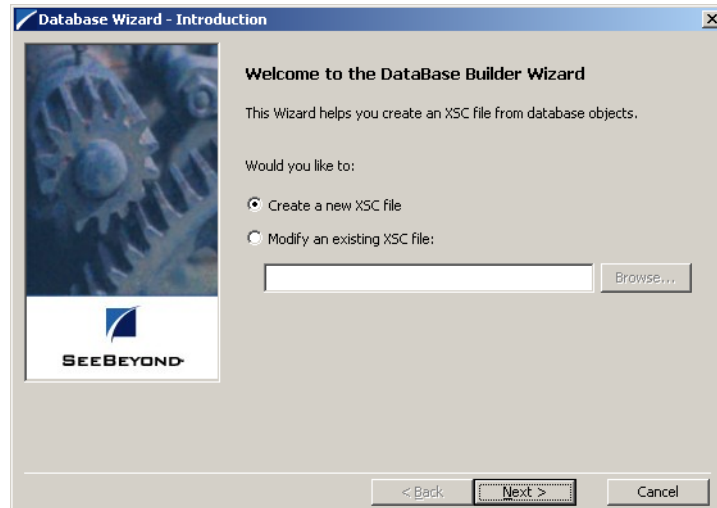 Database Wizard - Introduction
Welcome to the DataBase Builder Wizard
This Wizard helps you create an XSC file from database objects.
Would you like to:
Create a new XSC file
Modify an existing XSC file:
Browse...
SEEBEYOND
< Back
Next >
Cancel